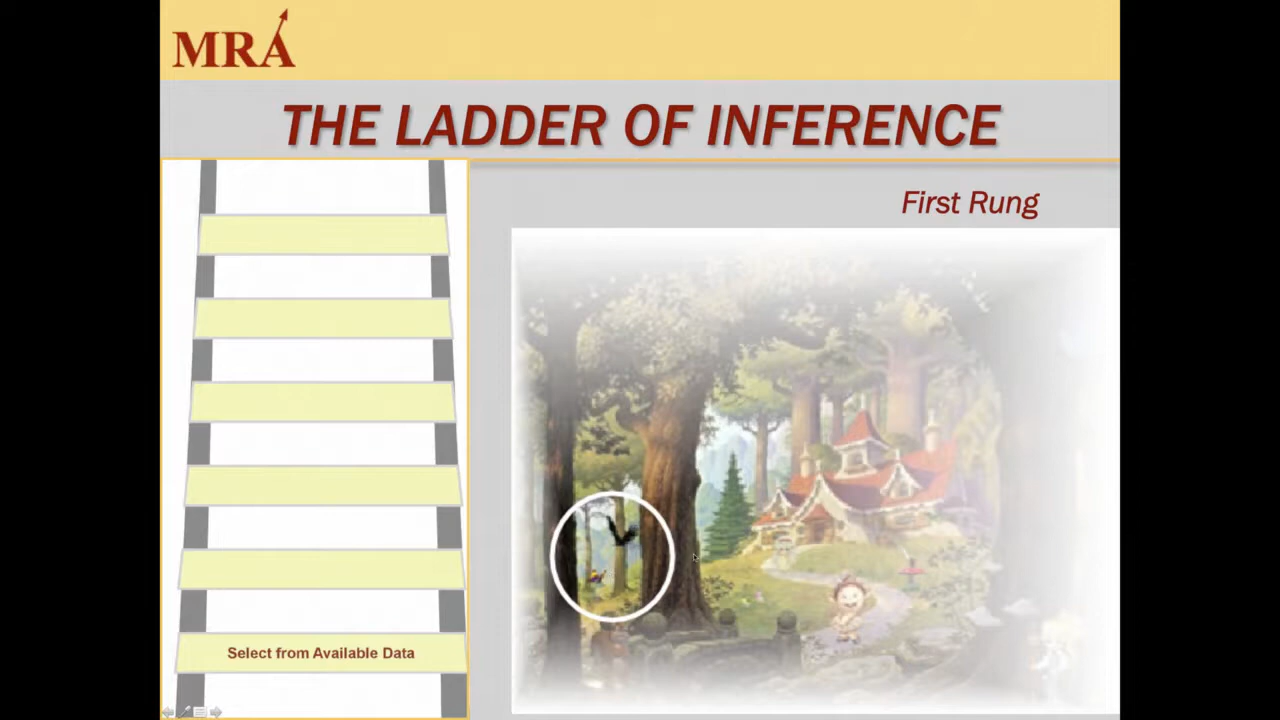 MRA
THE LADDER OF INFERENCE
First Rung
Select from Available Data